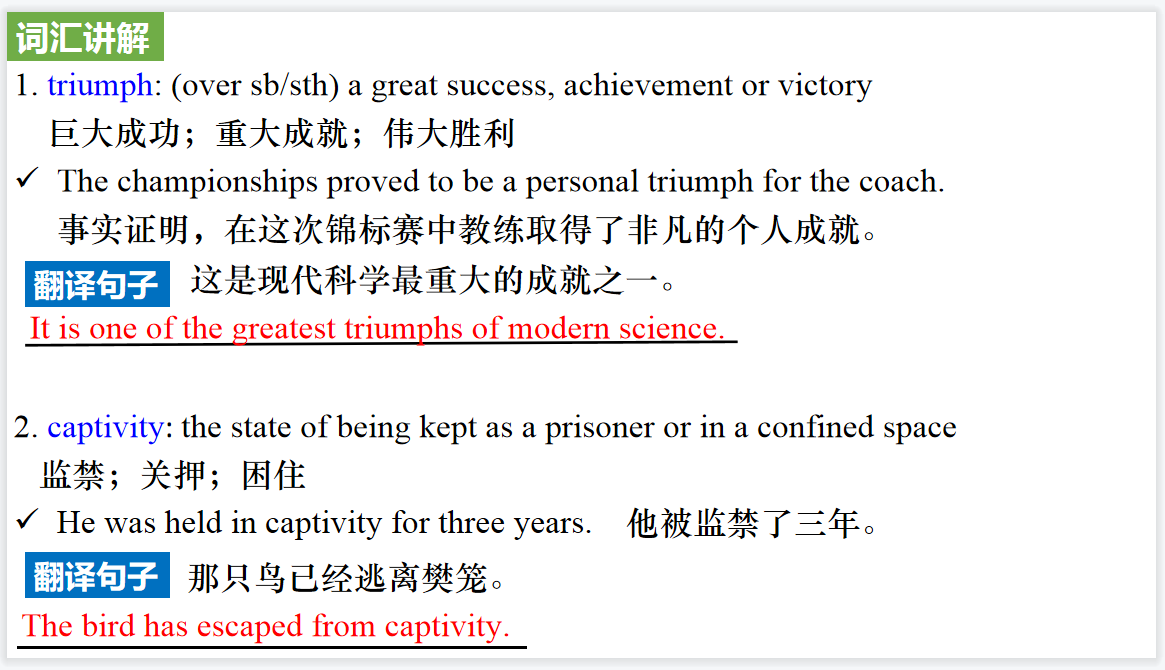 词汇讲解
1. triumph: (over sb/sth) a great success, achievement or victory
巨大成功；重大成就；伟大胜利
✓ The championships proved to be a personal triumph for the coach.
事实证明，在这次锦标赛中教练取得了非凡的个人成就。
翻译句子 这是现代科学最重大的成就之一。
It is one of the greatest triumphs of modern science.
2. captivity: the state of being kept as a prisoner or in a confined space
监禁；关押；困住
✓ He was held in captivity for three years. 他被监禁了三年。
翻译句子 那只鸟已经逃离樊笼。
The bird has escaped from captivity.